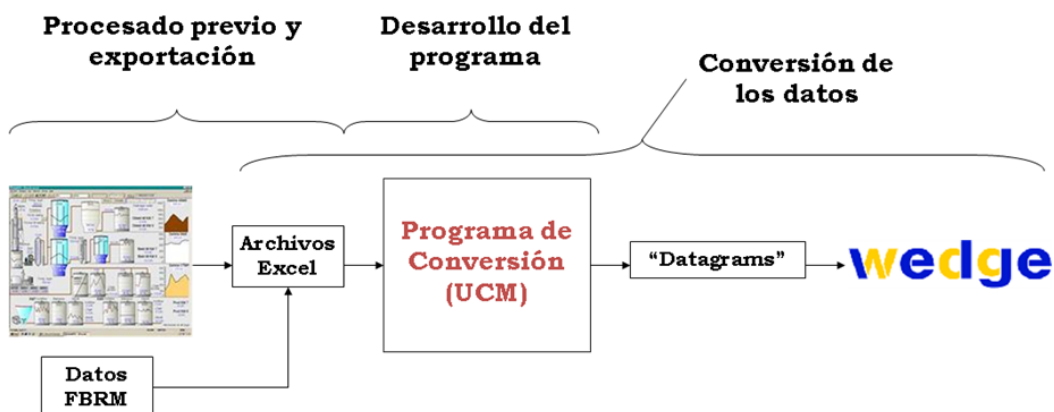 Procesado previo y
exportación
Desarrollo del
programa
Conversión de
los datos
Archivos
Excel
Programa de
Conversión
(UCM)
“Datagrams”
wedge
Datos
FBRM